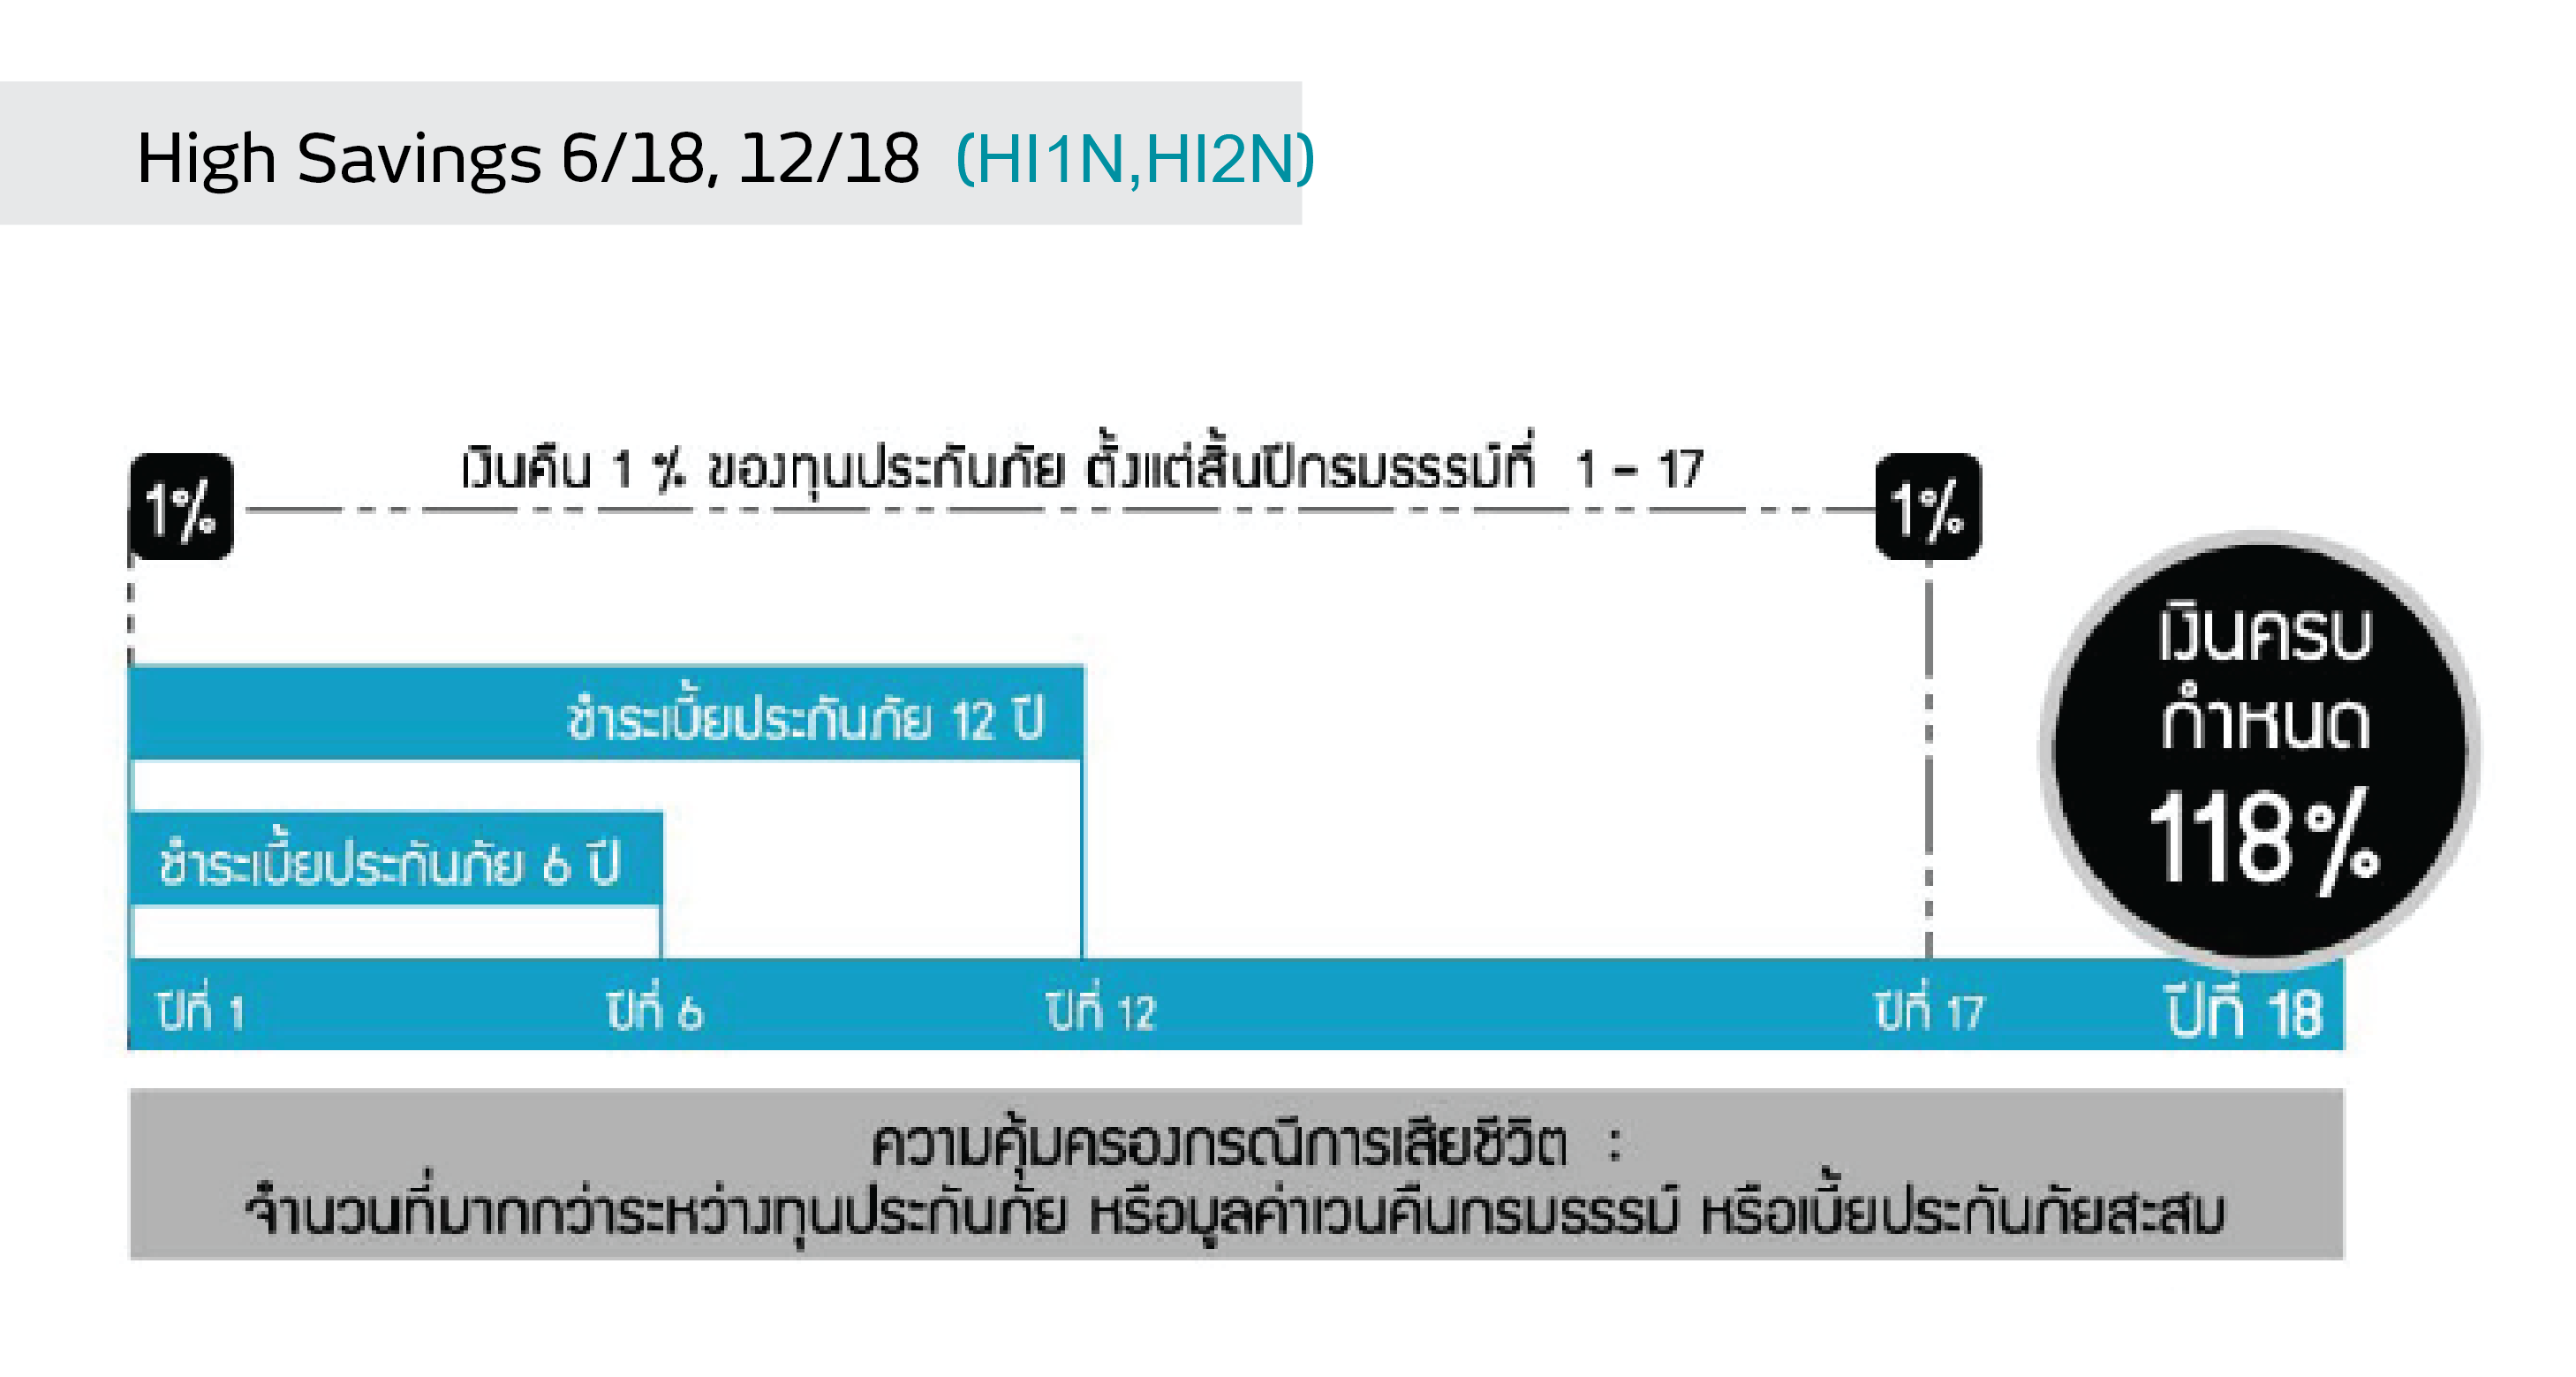 High Savings 6/18, 12/18 (HI1N,HI2N)
เงินคืน 1 % ของทุนประกันภัย ตั้งแต่สิ้นปีกรมธรรม์ที่ 1 - 17
1%
1%
เงินครบ
กำหนด
118%
ชำระเบี้ยประกันภัย 12 ปี
ชำระเบี้ยประกันภัย 6 ปี
ปีที่ 1
ปีที่ 6
ปีที่ 12
ปีที่ 17
ปีที่ 18
ความคุ้มครองกรณีการเสียชีวิต :
จำนวนที่มากกว่าระหว่างทุนประกันภัย หรือมูลค่าเวนคืนกรมธรรม์ หรือเบี้ยประกันภัยสะสม